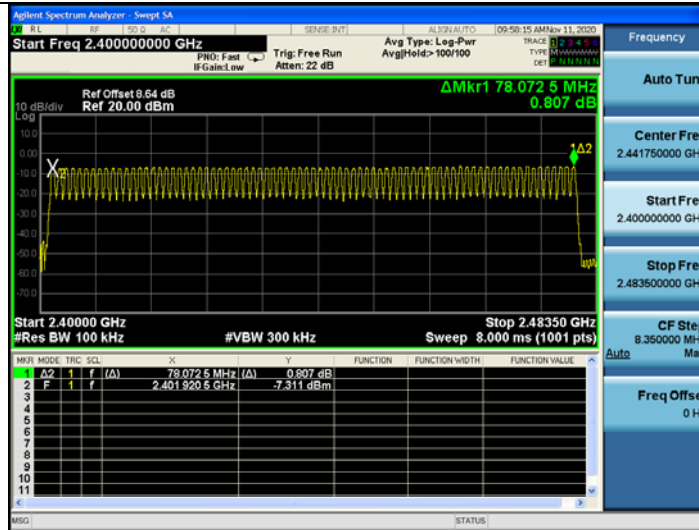 Agilent Spectrum Analyzer - Swept SA
RL RF 50 Ω AC SENSE:INT ALIGN AUTO 09:58:15 AM Nov 11, 2020
Start Freq 2.400000000 GHz
PNO: Fast
IFGain:Low
Trig: Free Run
Atten: 22 dB
Avg Type: Log-Pwr
Avg|Hold:> 100/100
TRACE 1 2 3 4 5 6
TYPE M
DET P N N N N N
Ref Offset 8.64 dB
Ref 20.00 dBm
10 dB/div
Log
ΔMkr1 78.072 5 MHz
0.807 dB
10.0
0.00
-10.0
-20.0
-30.0
-40.0
-50.0
-60.0
-70.0
X2
1Δ2
Start 2.40000 GHz Stop 2.48350 GHz
#Res BW 100 kHz #VBW 300 kHz Sweep 8.000 ms (1001 pts)
MKR MODE TRC SCL X Y FUNCTION FUNCTION WIDTH FUNCTION VALUE
1 Δ2 1 f (Δ) 78.072 5 MHz (Δ) 0.807 dB
2 F 1 f 2.401 920 5 GHz -7.311 dBm
3
4
5
6
7
8
9
10
11
MSG STATUS
Frequency
Auto Tun
Center Fre
2.441750000 GH
Start Fre
2.400000000 GH
Stop Fre
2.483500000 GH
CF Ste
8.350000 MH
Auto Ma
Freq Offse
0 H